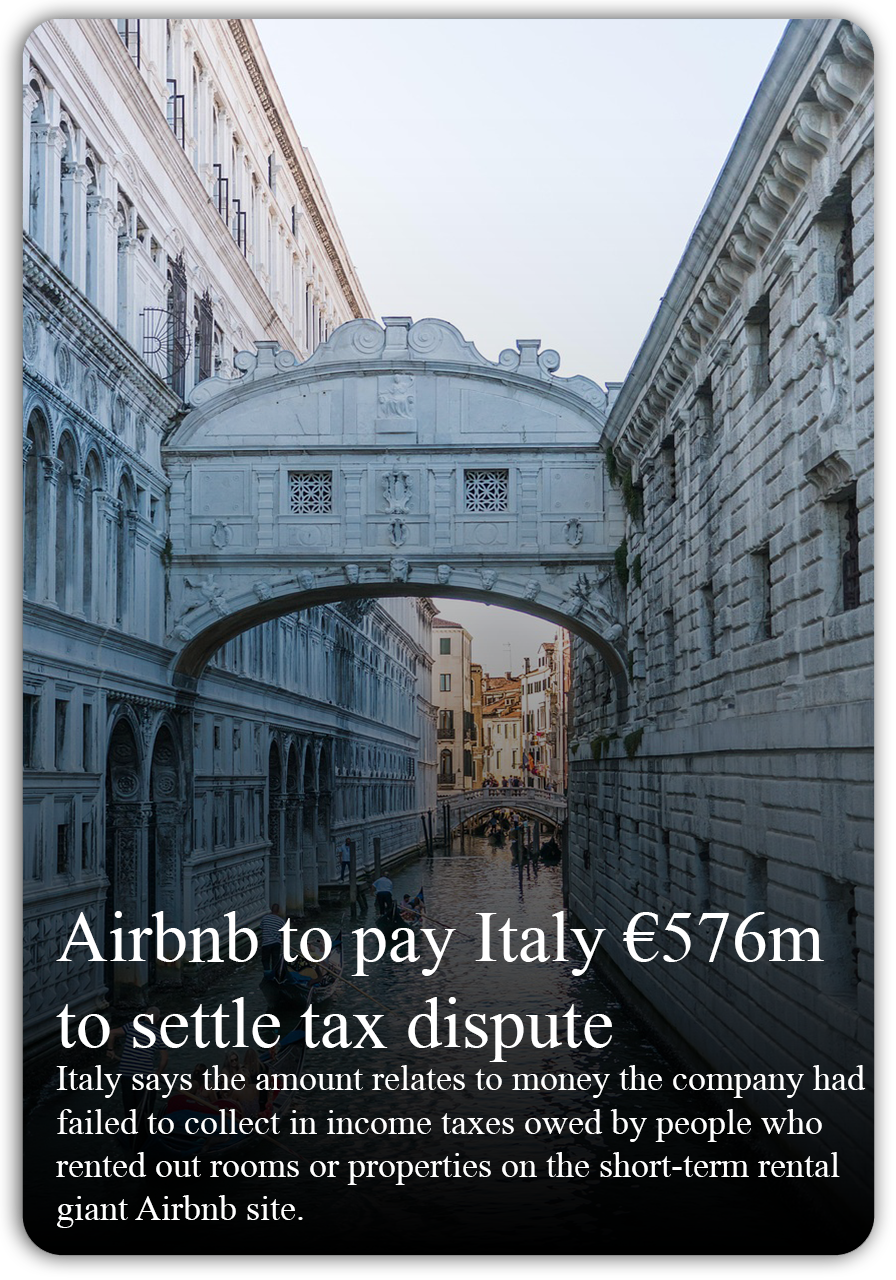 Airbnb to pay Italy €576m
to settle tax dispute
Italy says the amount relates to money the company had
failed to collect in income taxes owed by people who
rented out rooms or properties on the short-term rental
giant Airbnb site.